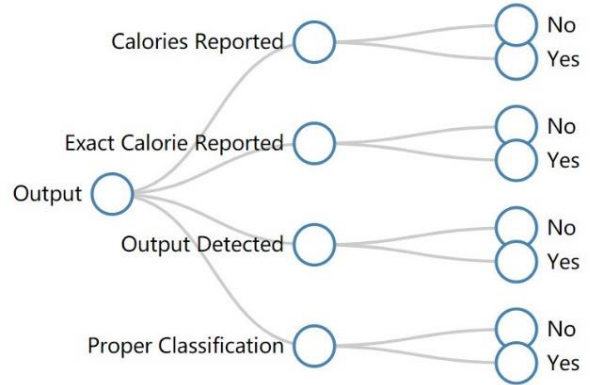 Calories Reported
No
Yes
Exact Calorie Reported
No
Yes
Output
Output Detected
No
Yes
Proper Classification
No
Yes